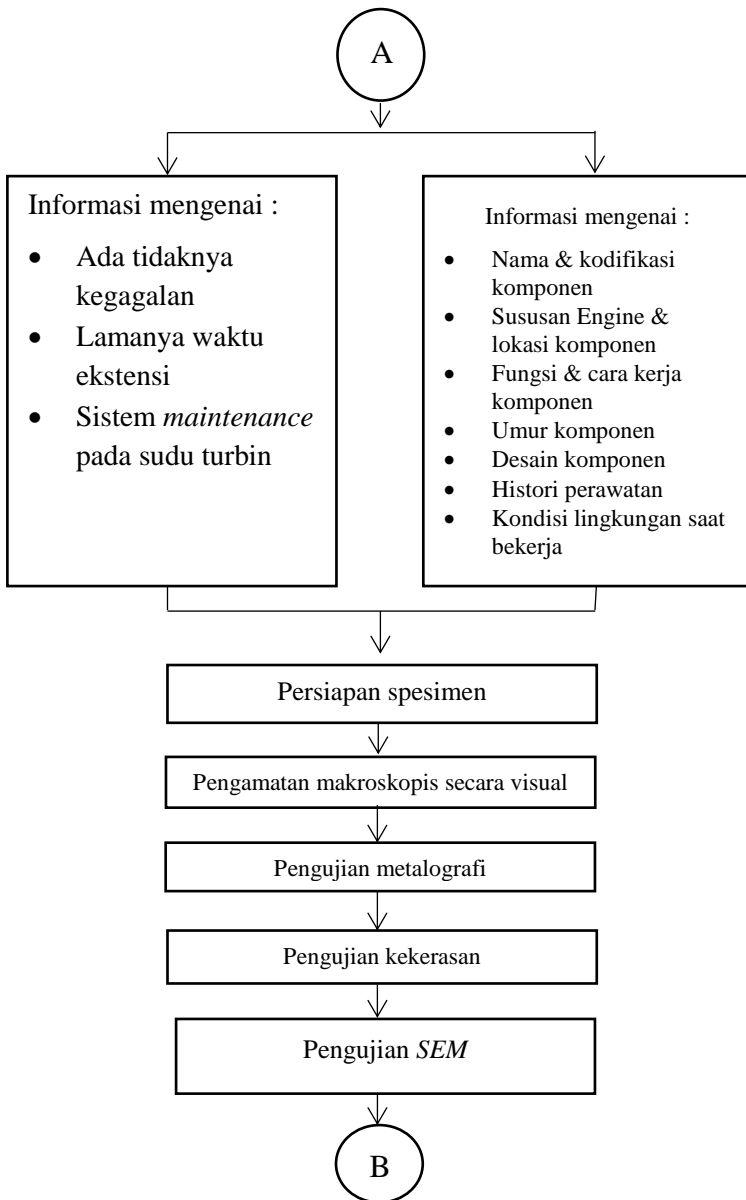 A
Informasi mengenai :
• Ada tidaknya
kegagalan
• Lamanya waktu
ekstensi
• Sistem maintenance
pada sudu turbin
Informasi mengenai :
• Nama & kodifikasi
komponen
• Sususan Engine &
lokasi komponen
• Fungsi & cara kerja
komponen
• Umur komponen
• Desain komponen
• Histori perawatan
• Kondisi lingkungan saat
bekerja
Persiapan spesimen
Pengamatan makroskopis secara visual
Pengujian metalografi
Pengujian kekerasan
Pengujian SEM
B